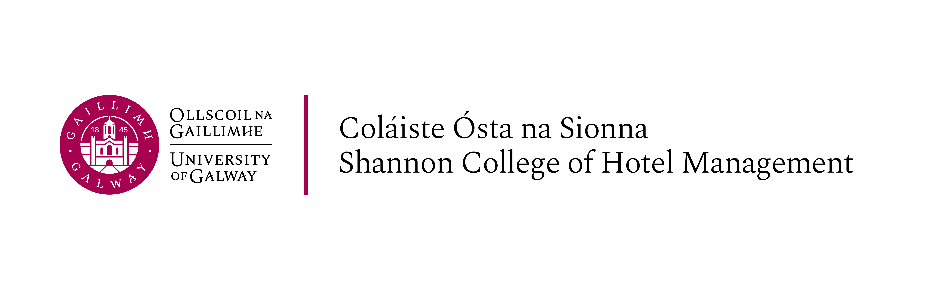 GAILLIMH
18 45
GALWAY
OLLSCOIL NA
GAILLIMHE
UNIVERSITY
OF GALWAY
Coláiste Ósta na Sionna
Shannon College of Hotel Management